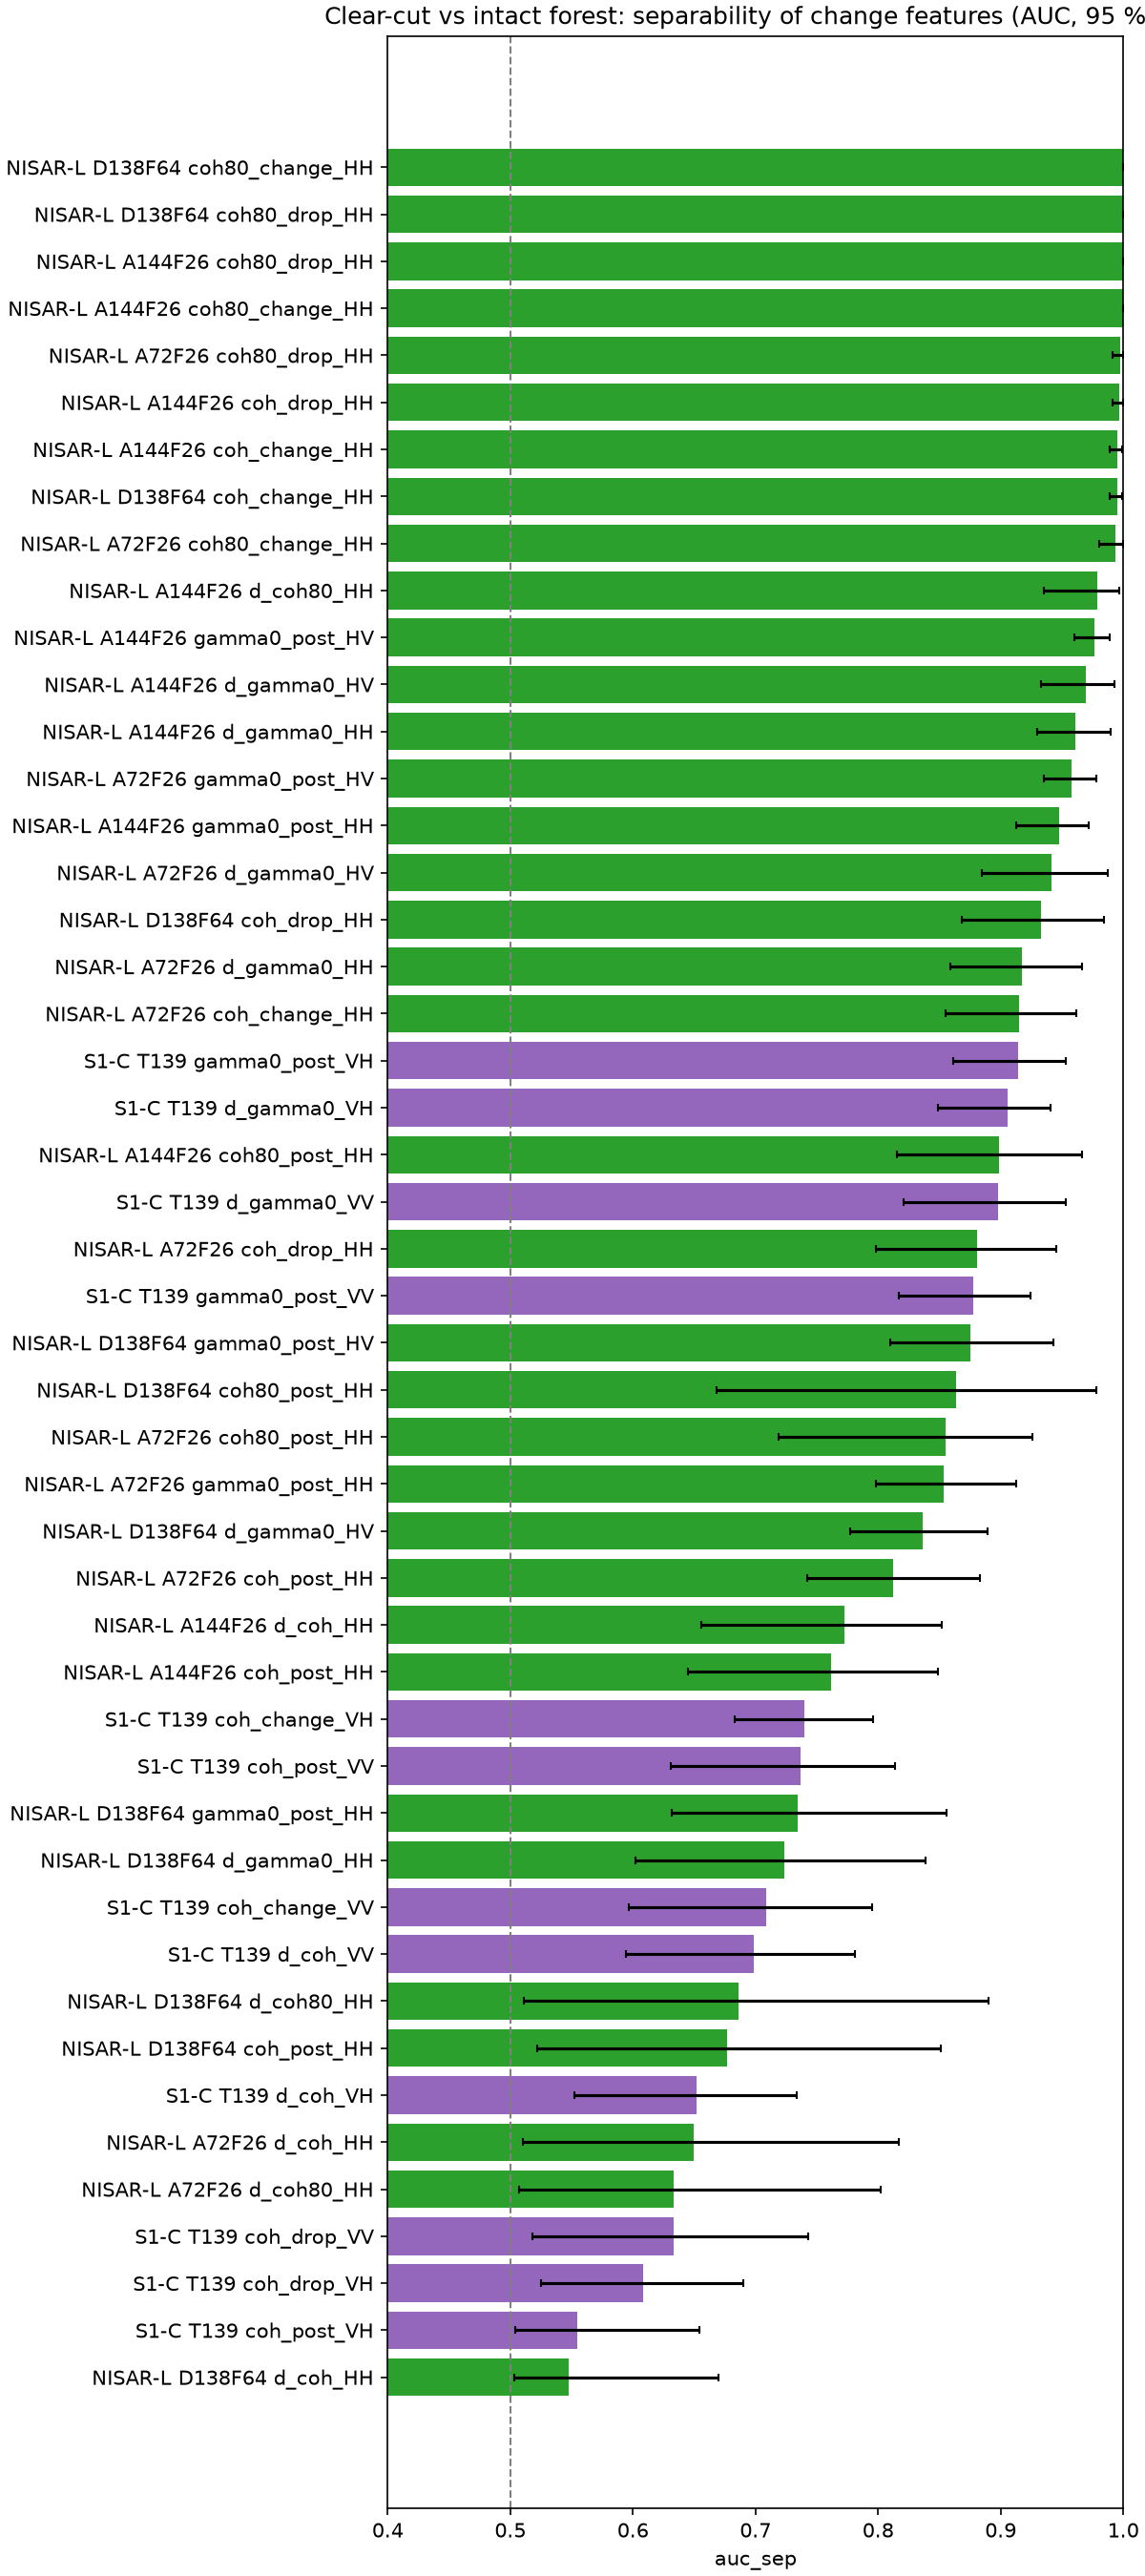 Clear-cut vs intact forest: separability of change features (AUC, 95 %
NISAR-L D138F64 coh80_change_HH
NISAR-L D138F64 coh80_drop_HH
NISAR-L A144F26 coh80_drop_HH
NISAR-L A144F26 coh80_change_HH
NISAR-L A72F26 coh80_drop_HH
NISAR-L A144F26 coh_drop_HH
NISAR-L A144F26 coh_change_HH
NISAR-L D138F64 coh_change_HH
NISAR-L A72F26 coh80_change_HH
NISAR-L A144F26 d_coh80_HH
NISAR-L A144F26 gamma0_post_HV
NISAR-L A144F26 d_gamma0_HV
NISAR-L A144F26 d_gamma0_HH
NISAR-L A72F26 gamma0_post_HV
NISAR-L A144F26 gamma0_post_HH
NISAR-L A72F26 d_gamma0_HV
NISAR-L D138F64 coh_drop_HH
NISAR-L A72F26 d_gamma0_HH
NISAR-L A72F26 coh_change_HH
S1-C T139 gamma0_post_VH
S1-C T139 d_gamma0_VH
NISAR-L A144F26 coh80_post_HH
S1-C T139 d_gamma0_VV
NISAR-L A72F26 coh_drop_HH
S1-C T139 gamma0_post_VV
NISAR-L D138F64 gamma0_post_HV
NISAR-L D138F64 coh80_post_HH
NISAR-L A72F26 coh80_post_HH
NISAR-L A72F26 gamma0_post_HH
NISAR-L D138F64 d_gamma0_HV
NISAR-L A72F26 coh_post_HH
NISAR-L A144F26 d_coh_HH
NISAR-L A144F26 coh_post_HH
S1-C T139 coh_change_VH
S1-C T139 coh_post_VV
NISAR-L D138F64 gamma0_post_HH
NISAR-L D138F64 d_gamma0_HH
S1-C T139 coh_change_VV
S1-C T139 d_coh_VV
NISAR-L D138F64 d_coh80_HH
NISAR-L D138F64 coh_post_HH
S1-C T139 d_coh_VH
NISAR-L A72F26 d_coh_HH
NISAR-L A72F26 d_coh80_HH
S1-C T139 coh_drop_VV
S1-C T139 coh_drop_VH
S1-C T139 coh_post_VH
NISAR-L D138F64 d_coh_HH
0.4 0.5 0.6 0.7 0.8 0.9 1.0
auc_sep